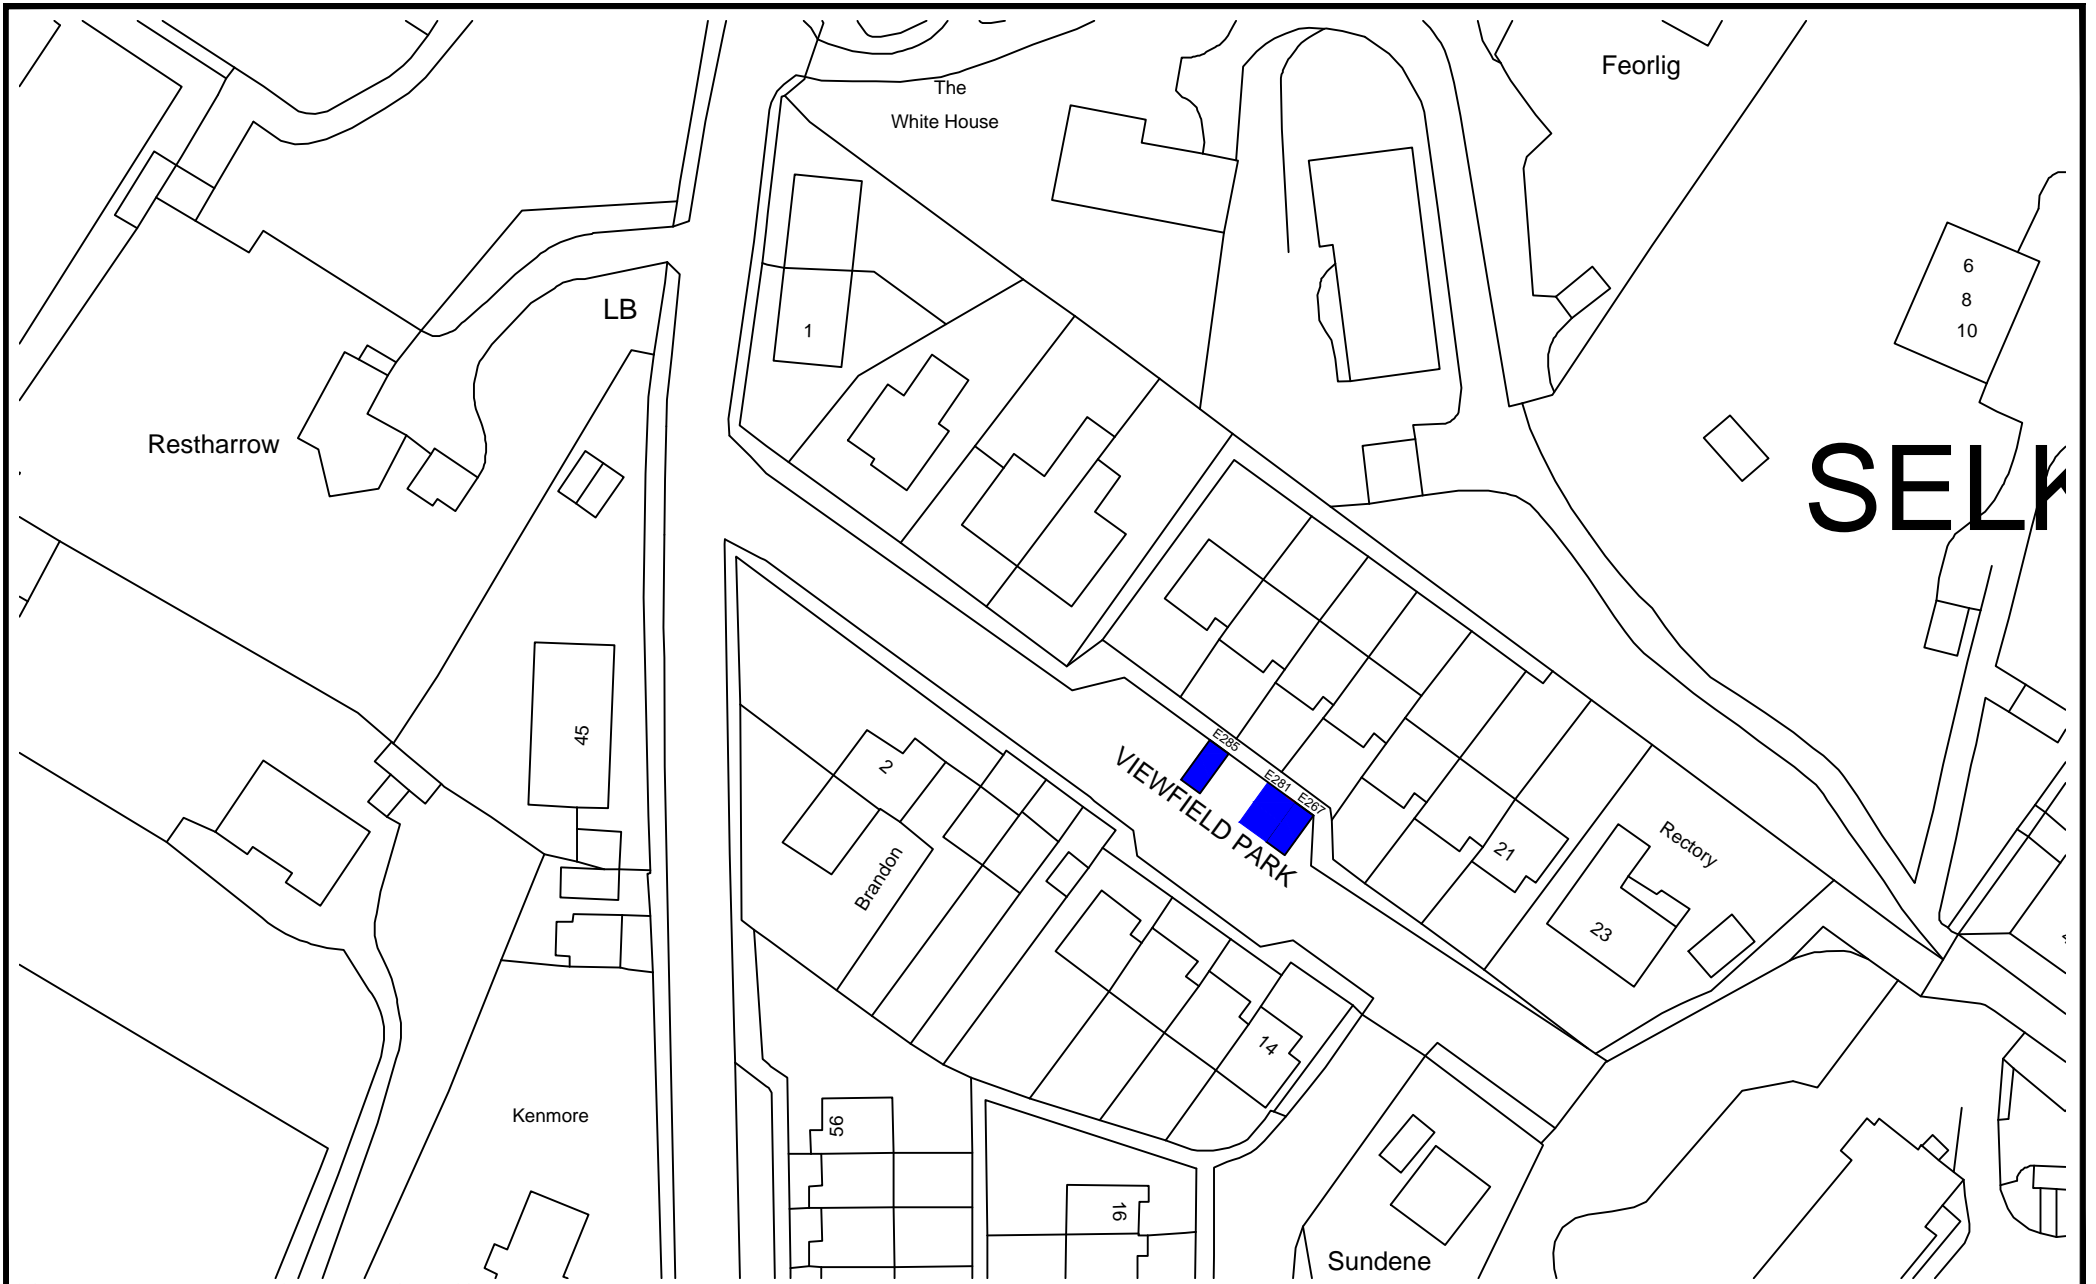 Feorlig
The
White House
6
8
10
LB
1
Restharrow
SELK
45
2
E285
E281
E267
VIEWFIELD PARK
21
Rectory
23
Brandon
14
Kenmore
56
16
Sundene